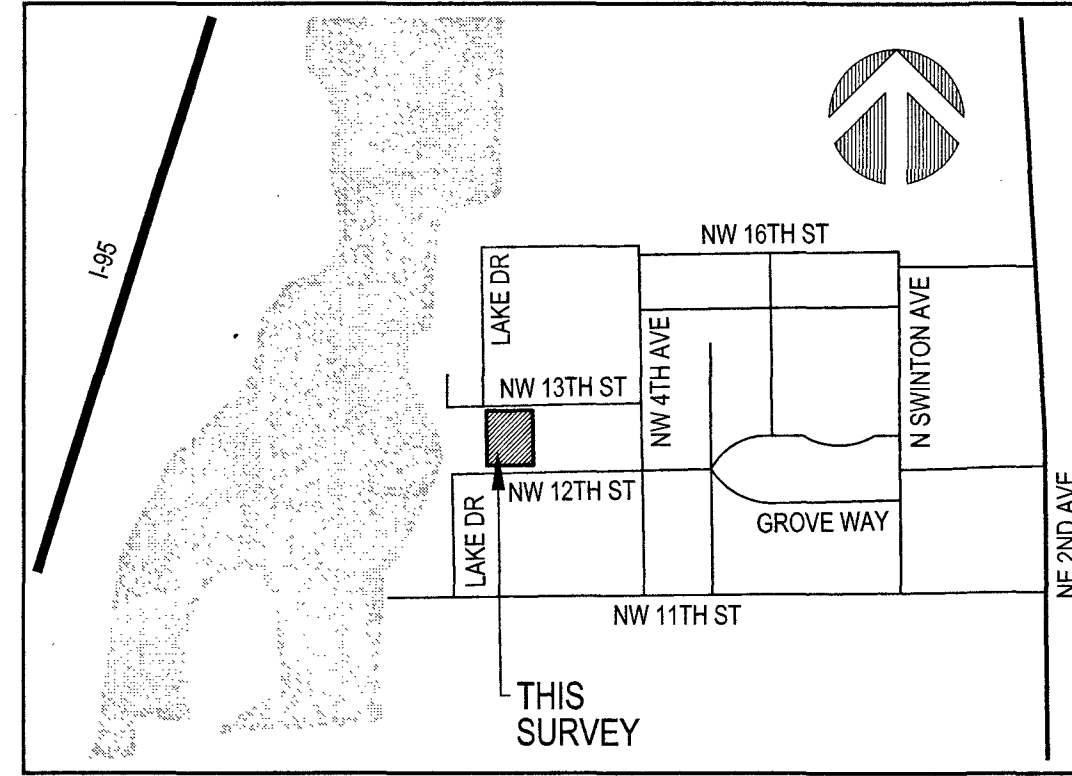 NW 16TH ST
I-95
LAKE DR
N SWINTON AVE
NW 4TH AVE
NW 13TH ST
NW 12TH ST
GROVE WAY
LAKE DR
NE 2ND AVE
NW 11TH ST
THIS
SURVEY